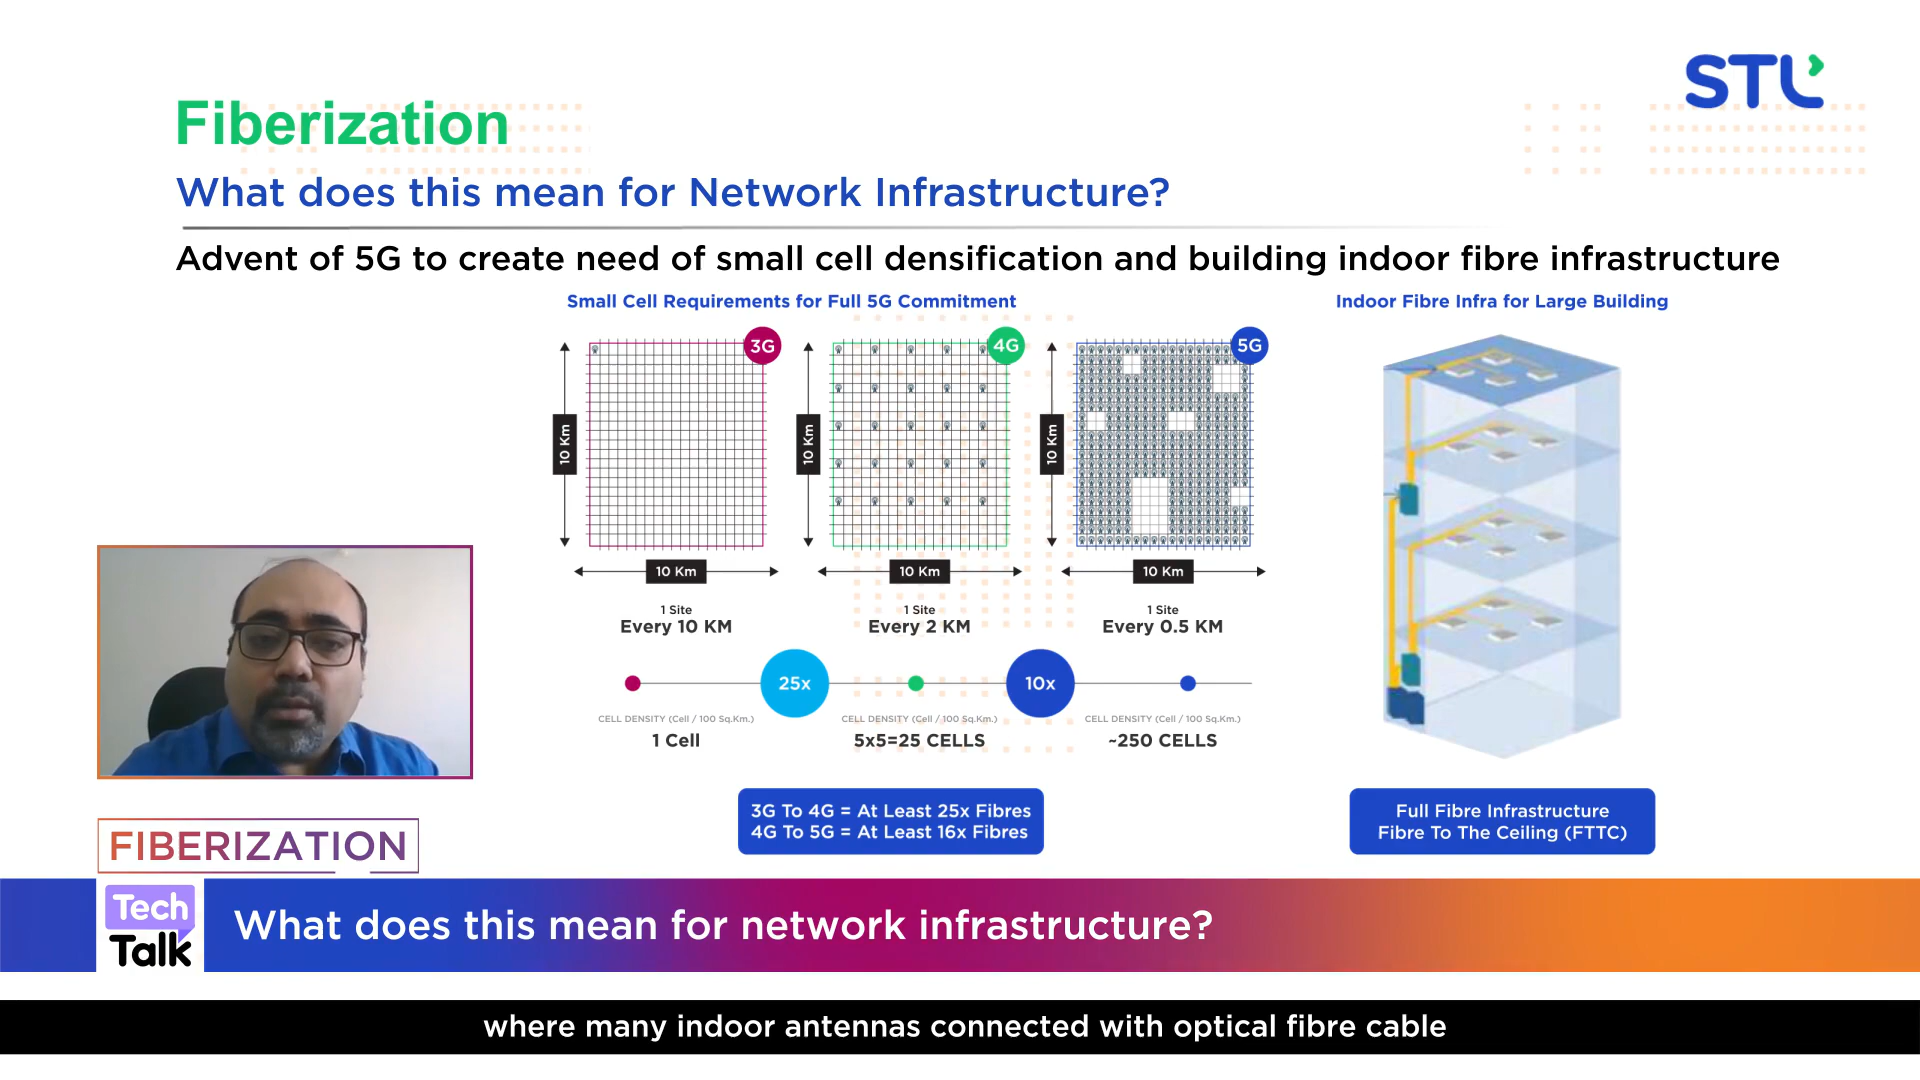 STL
Fiberization
What does this mean for Network Infrastructure?
Advent of 5G to create need of small cell densification and building indoor fibre infrastructure
Small Cell Requirements for Full 5G Commitment
Indoor Fibre Infra for Large Building
3G
4G
5G
10 Km
10 Km
10 Km
10 Km
10 Km
10 Km
1 Site
Every 10 KM
1 Site
Every 2 KM
1 Site
Every 0.5 KM
25x
10x
CELL DENSITY (Cell / 100 Sq.Km.)
1 Cell
CELL DENSITY (Cell / 100 Sq.Km.)
5x5=25 CELLS
CELL DENSITY (Cell / 100 Sq.Km.)
~250 CELLS
3G To 4G = At Least 25x Fibres
4G To 5G = At Least 16x Fibres
Full Fibre Infrastructure
Fibre To The Ceiling (FTTC)
FIBERIZATION
Tech
Talk
What does this mean for network infrastructure?
where many indoor antennas connected with optical fibre cable